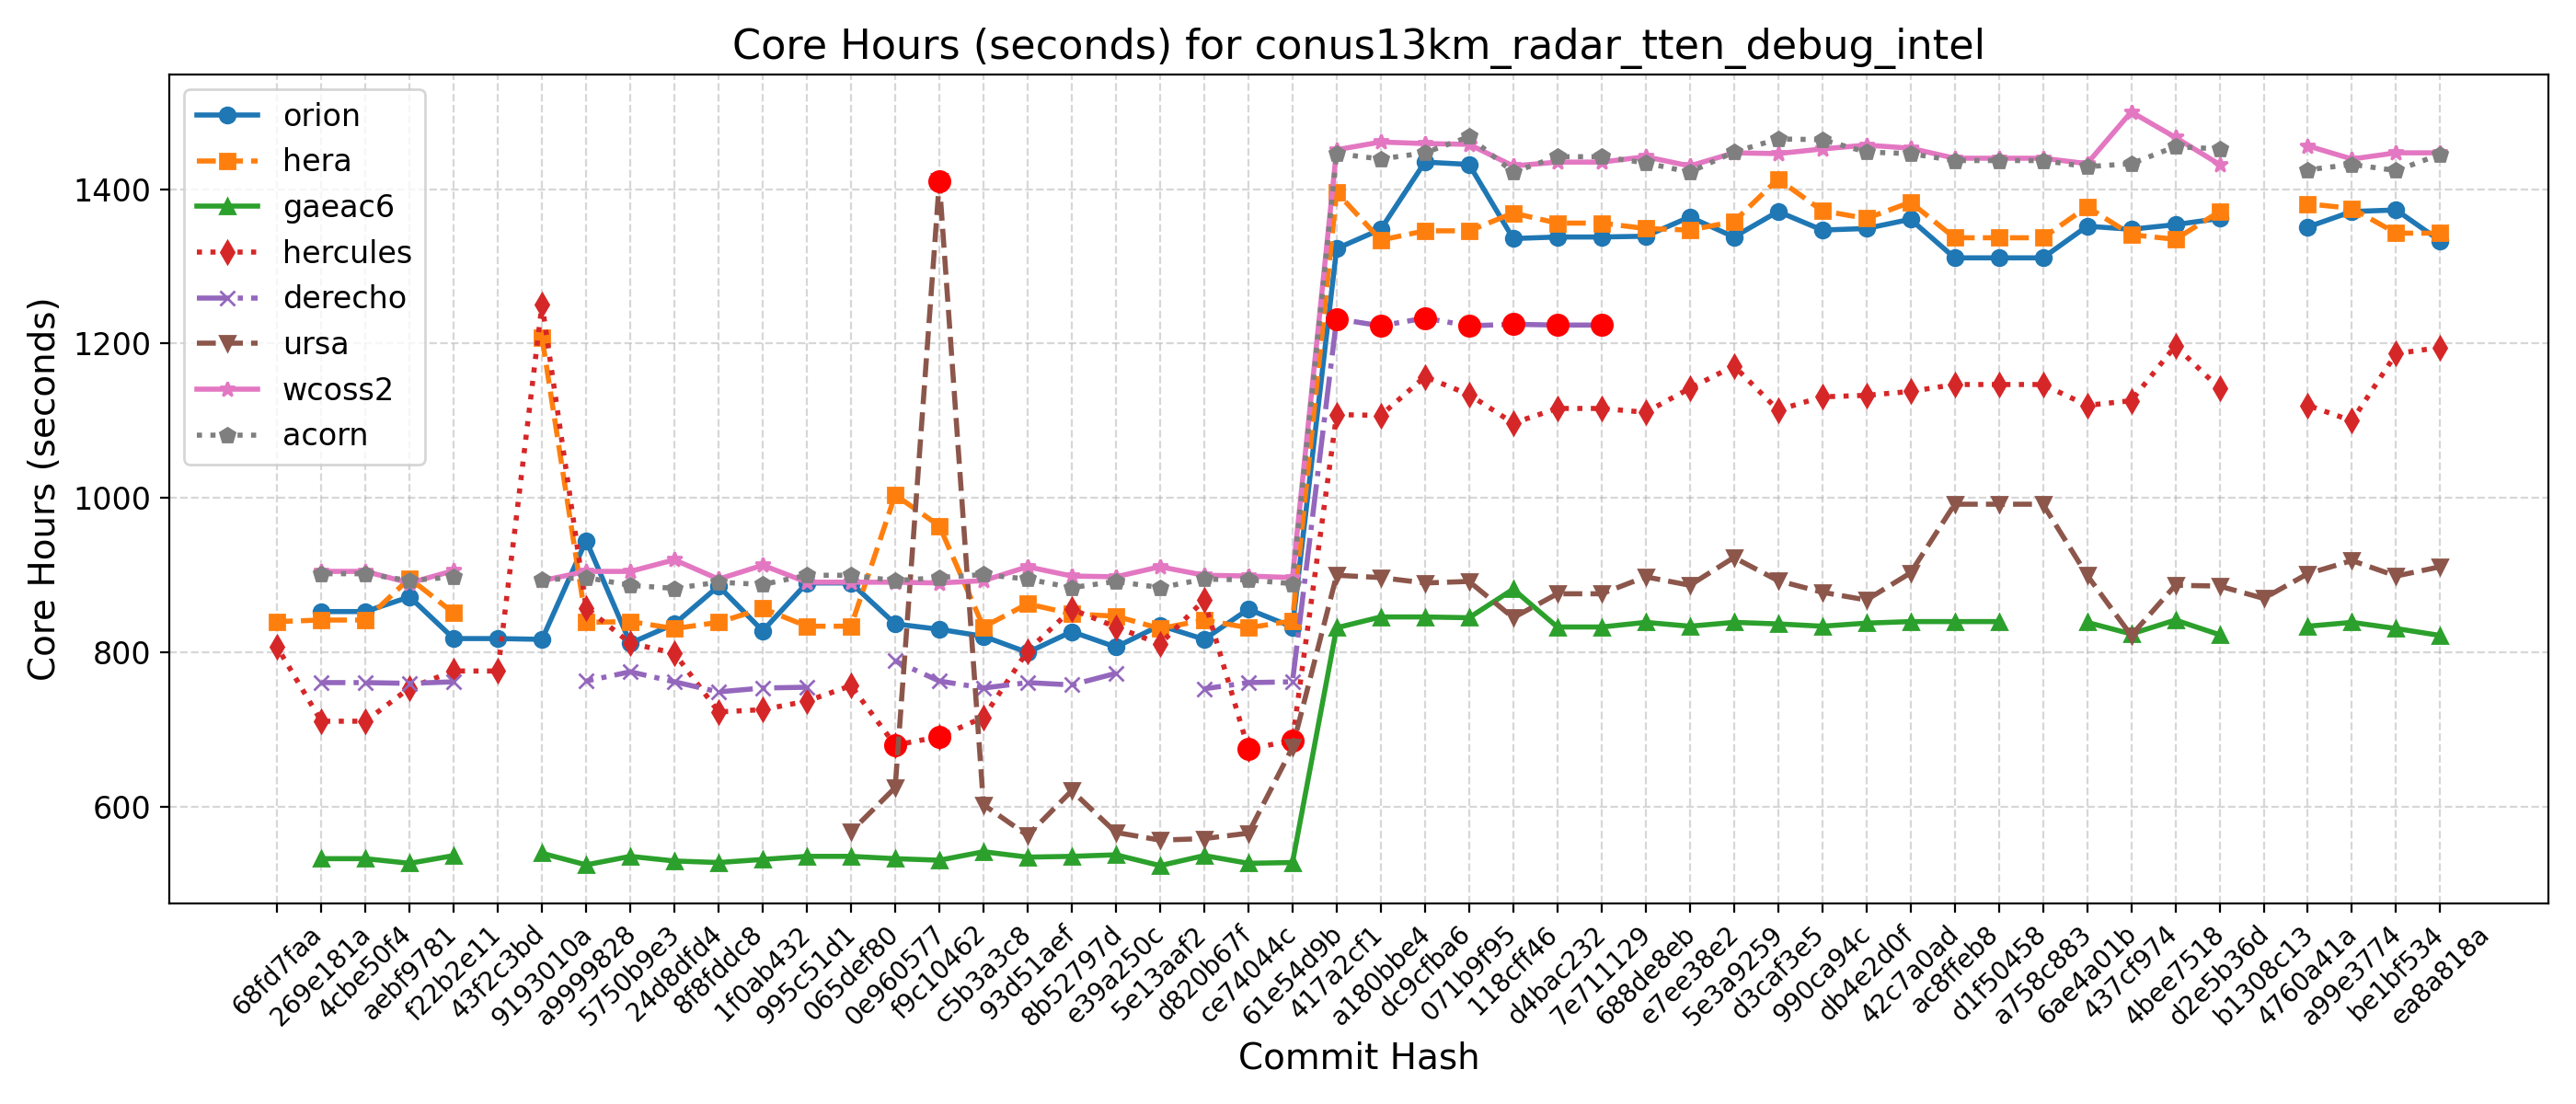 Core Hours (seconds) for conus13km_radar_tten_debug_intel
orion
hera
gaeac6
hercules
derecho
ursa
wcoss2
acorn
Core Hours (seconds)
1400
1200
1000
800
600
68fd7faa
269e181a
4cbe50f4
aebf9781
f22b2e11
43f2c3bd
9193010a
a9999828
5750b9e3
24d8dfd4
8f8fddc8
1f0ab432
995c51d1
065def80
0e960577
f9c10462
c5b3a3c8
93d51aef
8b52797d
e39a250c
5e13aaf2
d820b67f
ce74044c
61e54d9b
417a2cf1
a180bbe4
dc9cfba6
071b9f95
118cff46
d4bac232
7e711129
688de8eb
e7ee38e2
5e3a9259
d3caf3e5
990ca94c
db4e2d0f
42c7a0ad
ac8ffeb8
d1f50458
a758c883
6ae4a01b
437cf974
4bee7518
d2e5b36d
b1308c13
4760a41a
a99e3774
be1bf534
ea8a818a
Commit Hash